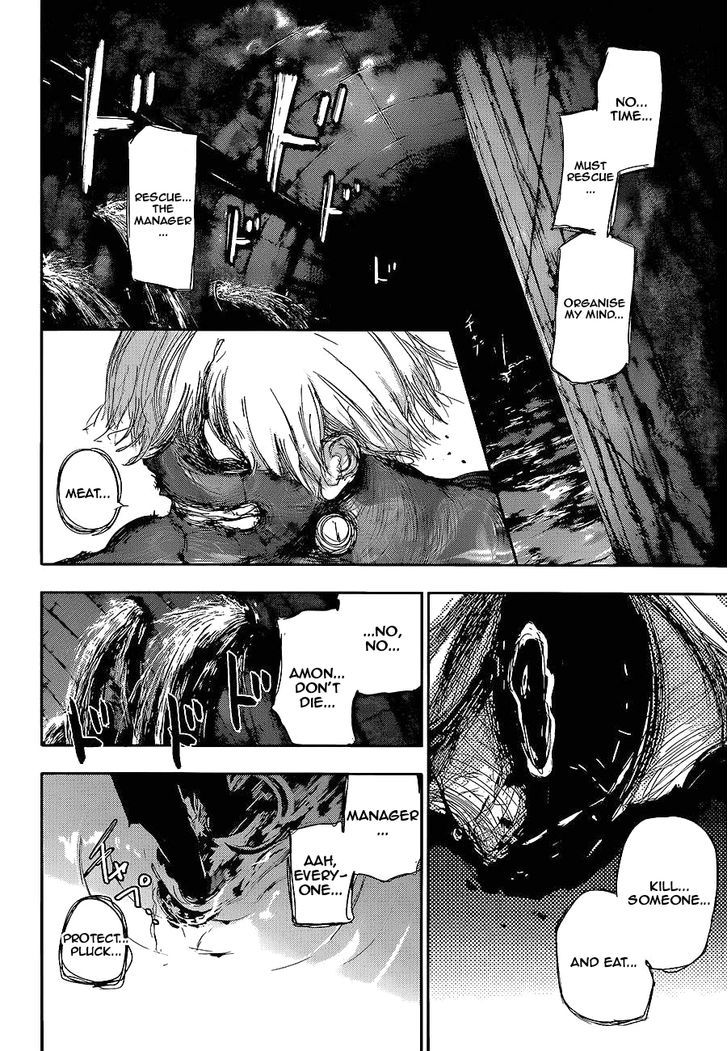 NO...
TIME...
MUST
RESCUE
...
ORGANISE
MY MIND...
ドドドド
RESCUE...
THE
MANAGER
...
MEAT...
KILL...
SOMEONE...
AND EAT...
...NO,
NO...
AMON...
DON'T
DIE...
ドドド
MANAGER
...
AAH,
EVERY-
ONE...
PROTECT...
PLUCK...